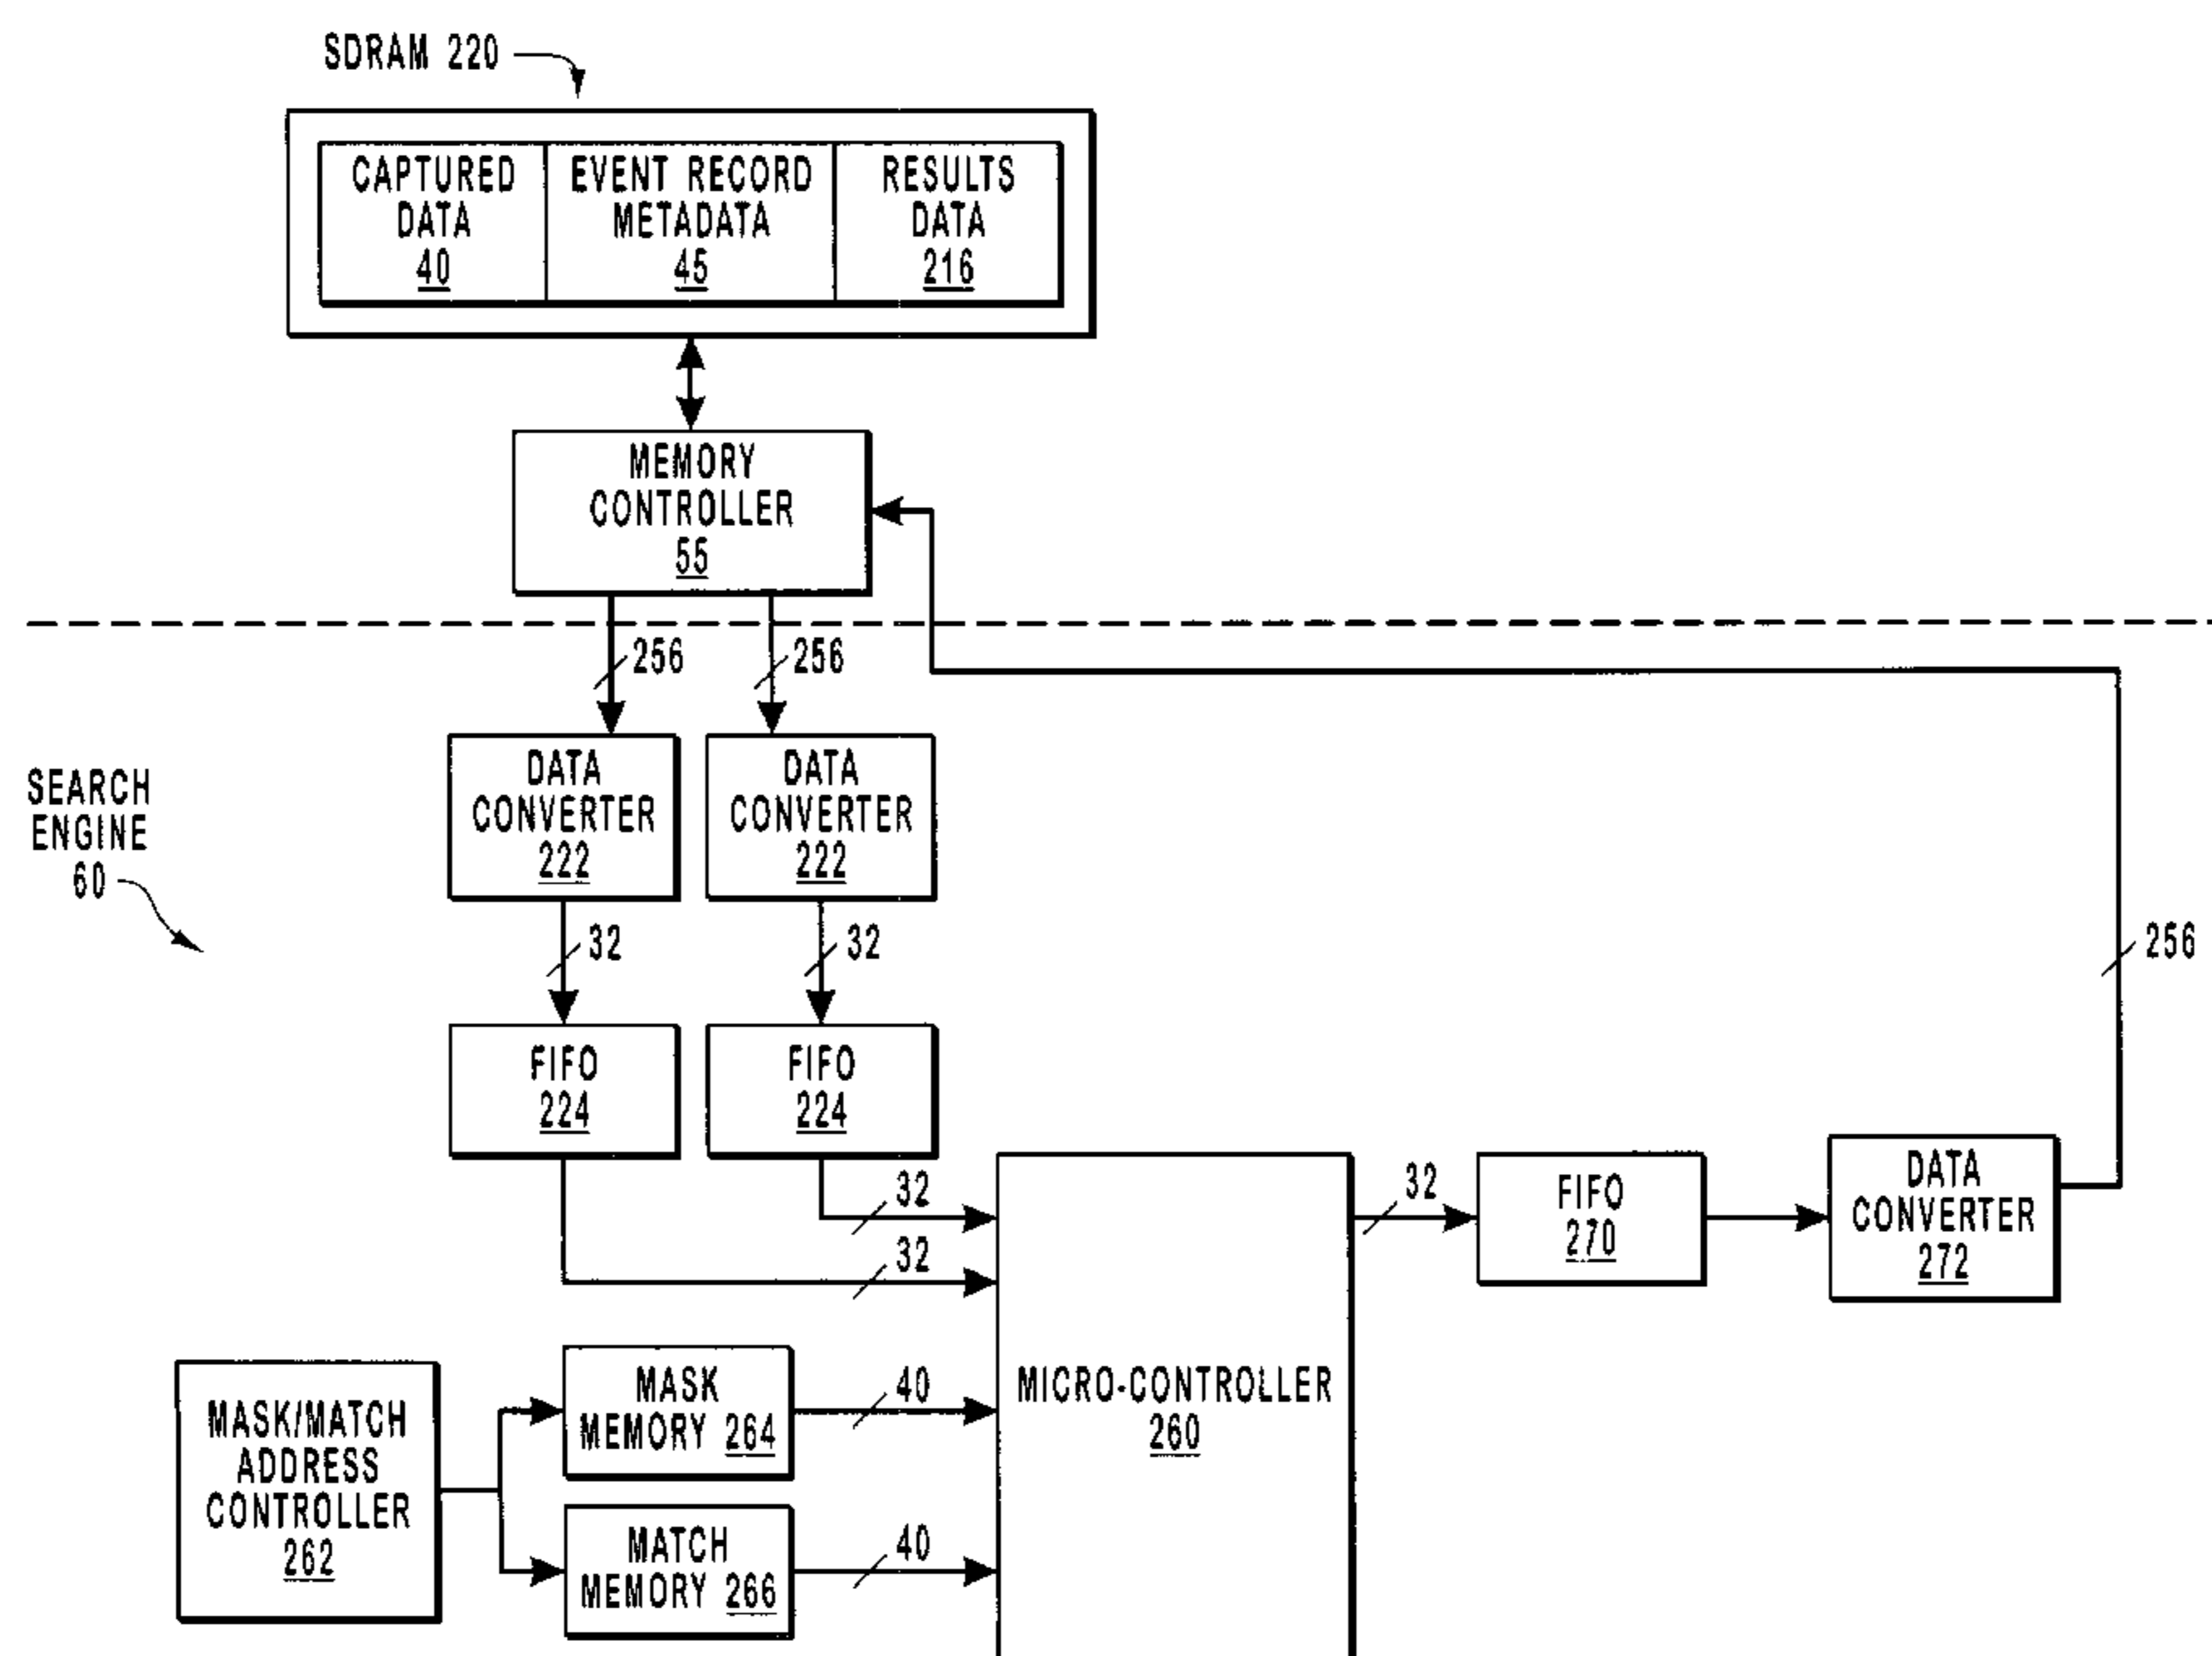 SDRAM 220
CAPTURED
DATA
40
EVENT RECORD
METADATA
45
RESULTS
DATA
216
MEMORY
CONTROLLER
55
256
256
DATA
CONVERTER
222
DATA
CONVERTER
222
SEARCH
ENGINE
60
32
32
256
FIFO
224
FIFO
224
32
32
MICRO-CONTROLLER
260
32
FIFO
270
DATA
CONVERTER
272
MASK/MATCH
ADDRESS
CONTROLLER
262
MASK
MEMORY 264
40
MATCH
MEMORY 266
40